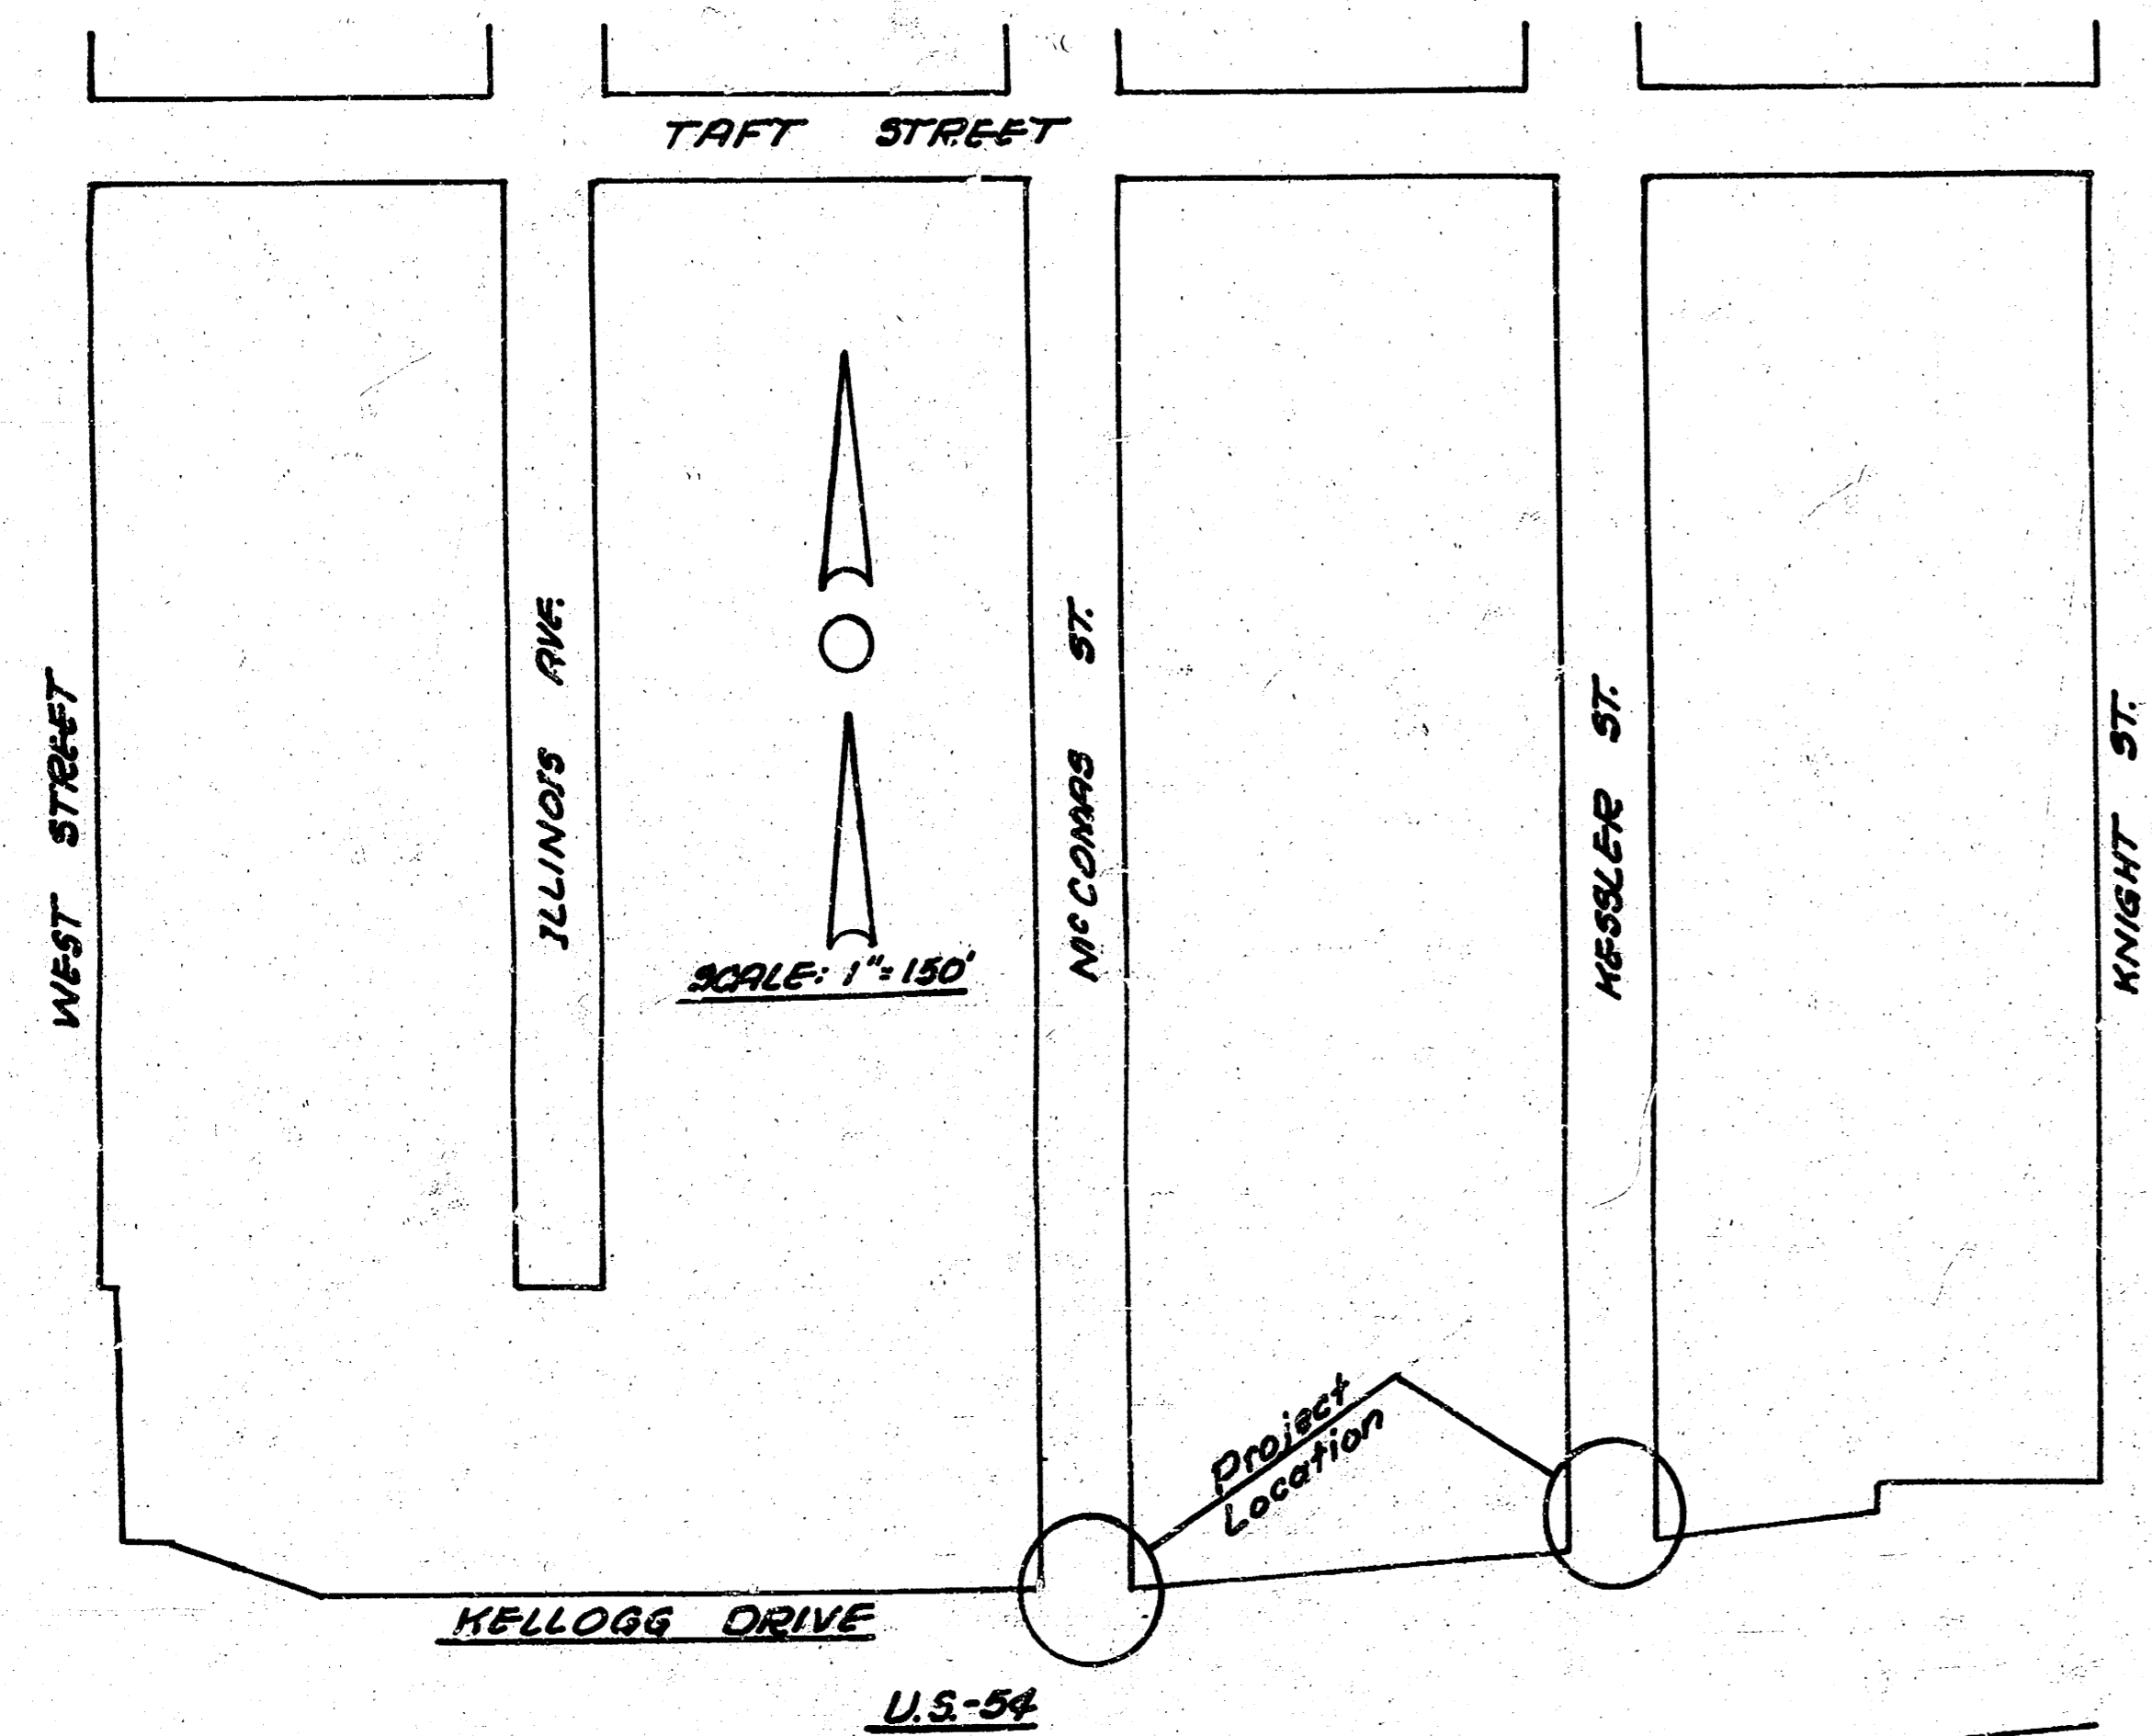 TAFT STREET
WEST STREET
ILLINOIS AVE.
SCALE: 1"=150'
McCOMAS ST.
KESSLER ST.
KNIGHT ST.
Project
Location
KELLOGG DRIVE
U.S.-54